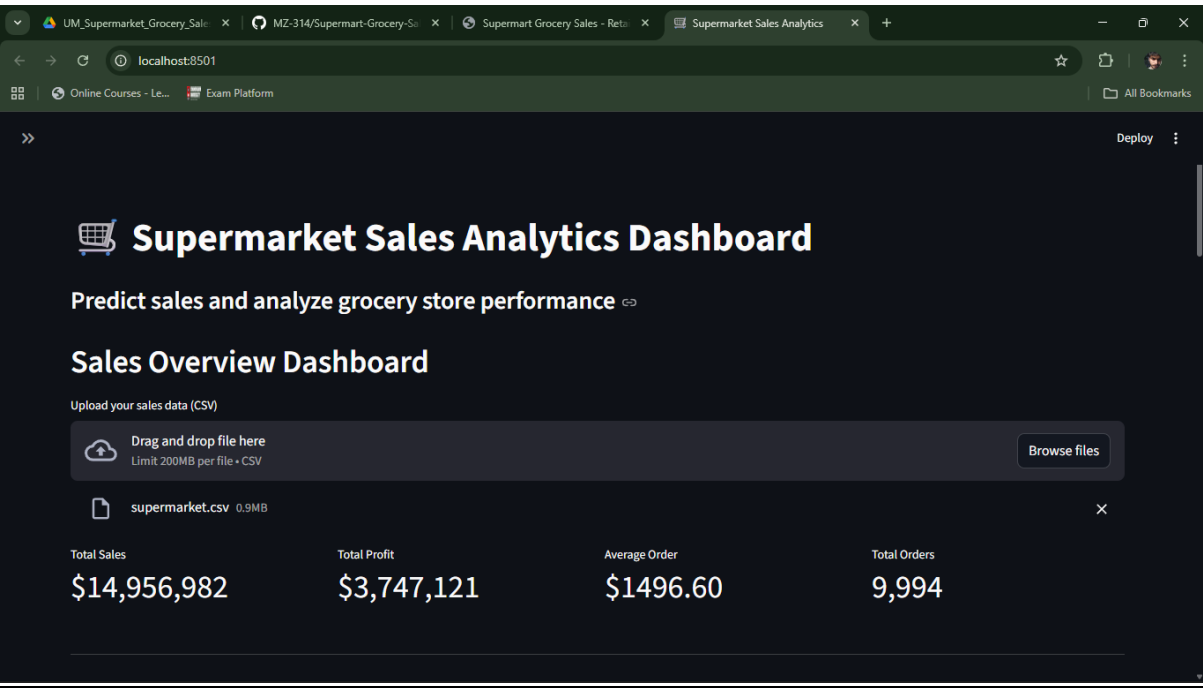 UM_Supermarket_Grocery_Sale
MZ-314/Supermart-Grocery-Sa
Supermart Grocery Sales - Reta
Supermarket Sales Analytics
localhost:8501
Online Courses - Le...
Exam Platform
All Bookmarks
Deploy
Supermarket Sales Analytics Dashboard
Predict sales and analyze grocery store performance
Sales Overview Dashboard
Upload your sales data (CSV)
Drag and drop file here
Limit 200MB per file • CSV
Browse files
supermarket.csv 0.9MB
Total Sales Total Profit Average Order Total Orders
$14,956,982 $3,747,121 $1496.60 9,994